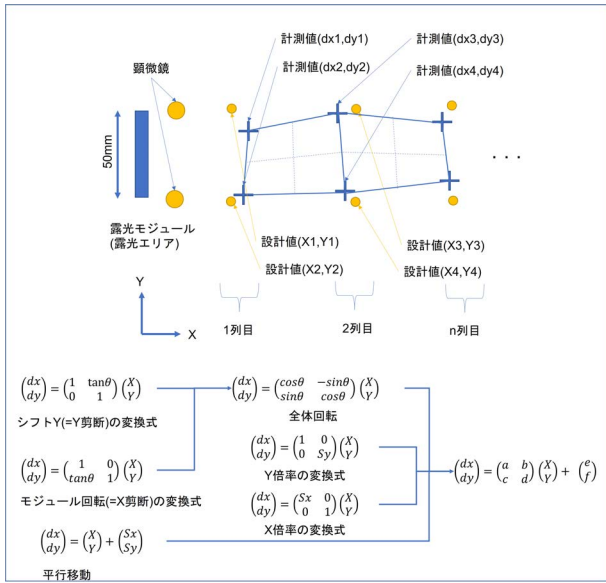 計測値(dx1,dy1)
計測値(dx3,dy3)
顕微鏡
計測値(dx2,dy2)
計測値(dx4,dy4)
50mm
・・・
露光モジュール
(露光エリア)
設計値(X1,Y1)
設計値(X3,Y3)
設計値(X2,Y2)
設計値(X4,Y4)
Y
X
1列目
2列目
n列目
(dx dy) = (1 tanθ 0 1)(X Y)
シフトY(=Y剪断)の変換式
(dx dy) = (cosθ −sinθ sinθ cosθ)(X Y)
全体回転
(dx dy) = (1 0 0 Sy)(X Y)
Y倍率の変換式
(dx dy) = (a b c d)(X Y) + (e f)
(dx dy) = (1 0 tanθ 1)(X Y)
モジュール回転(=X剪断)の変換式
(dx dy) = (Sx 0 0 1)(X Y)
X倍率の変換式
(dx dy) = (X Y) + (Sx Sy)
平行移動